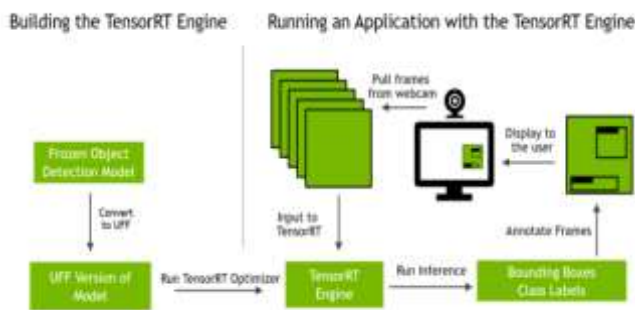 Building the TensorRT Engine
Running an Application with the TensorRT Engine
Pull frames
from webcam
Display to
the user
Frozen Object
Detection Model
Convert
to UFF
Input to
TensorRT
Annotate Frames
UFF Version of
Model
Run TensorRT Optimizer
TensorRT
Engine
Run Inference
Bounding Boxes
Class Labels